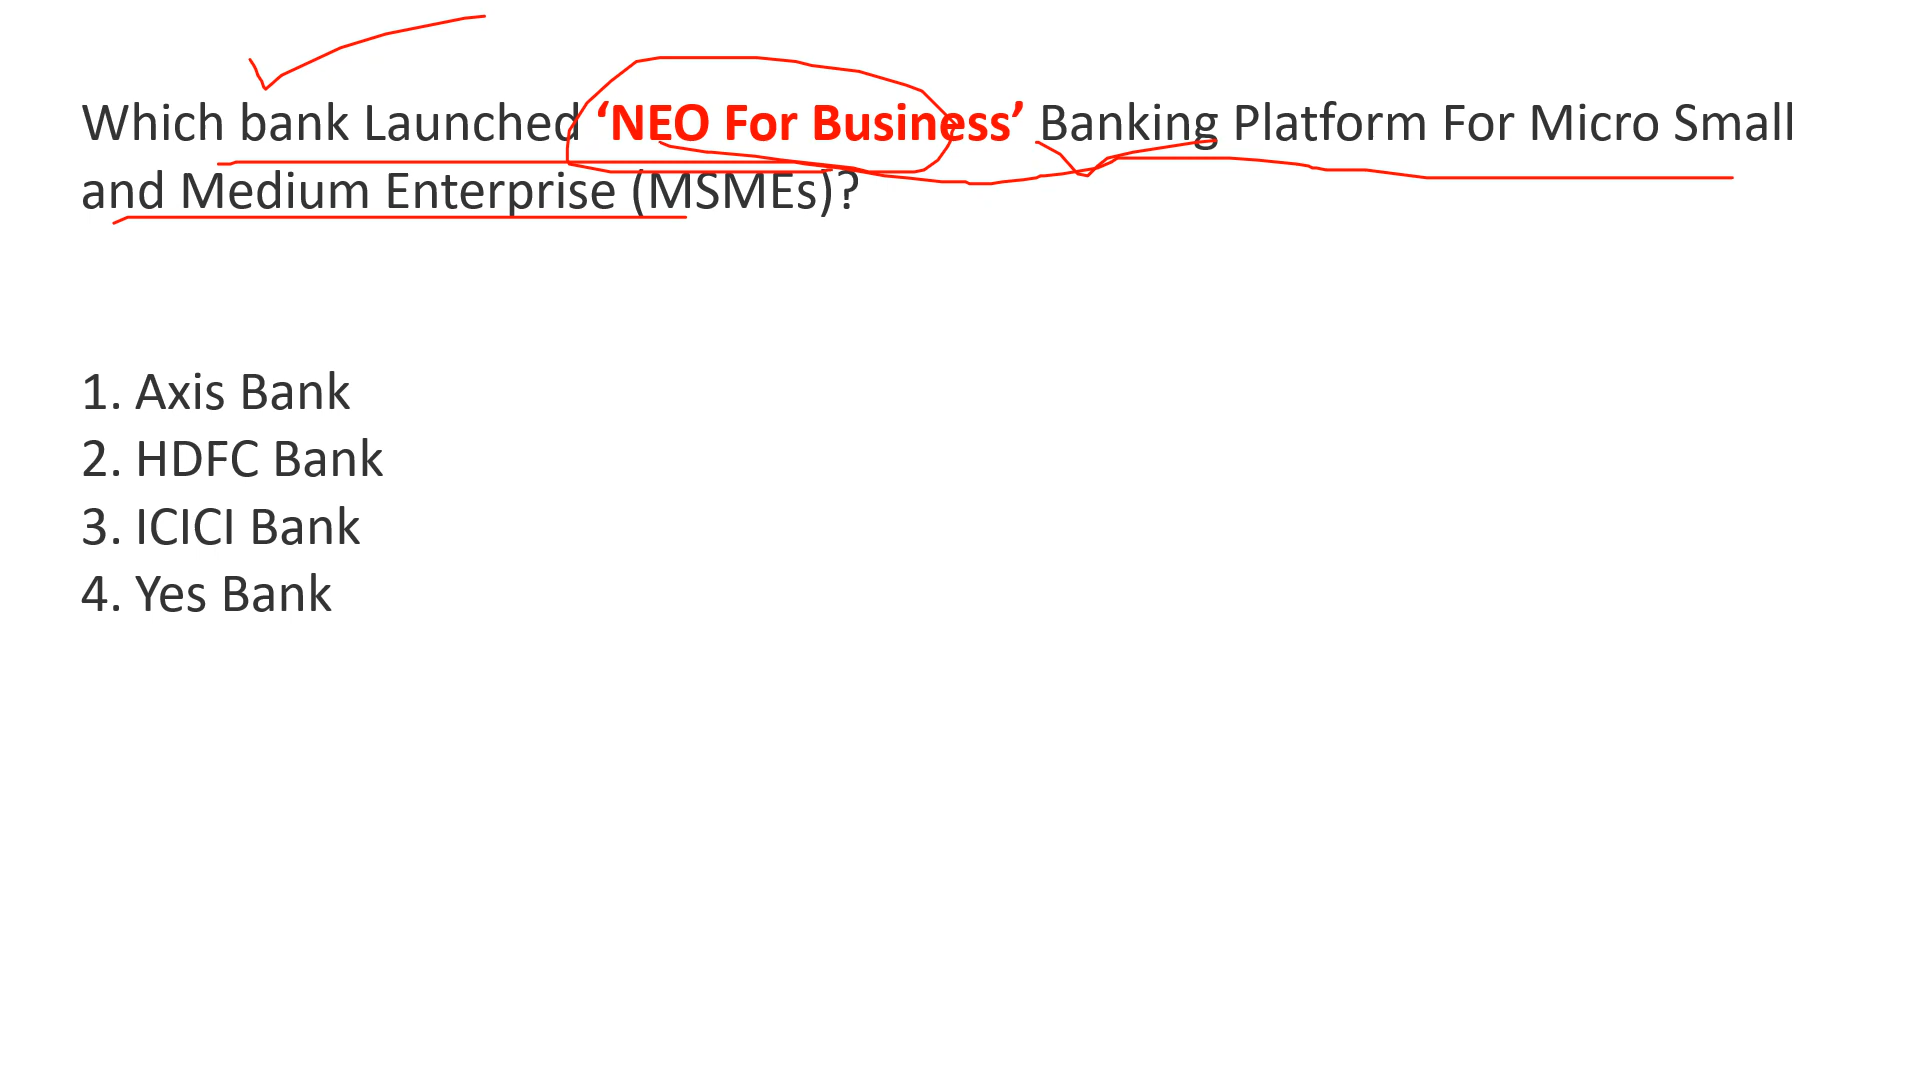 Which bank Launched ‘NEO For Business’ Banking Platform For Micro Small
and Medium Enterprise (MSMEs)?
1. Axis Bank
2. HDFC Bank
3. ICICI Bank
4. Yes Bank